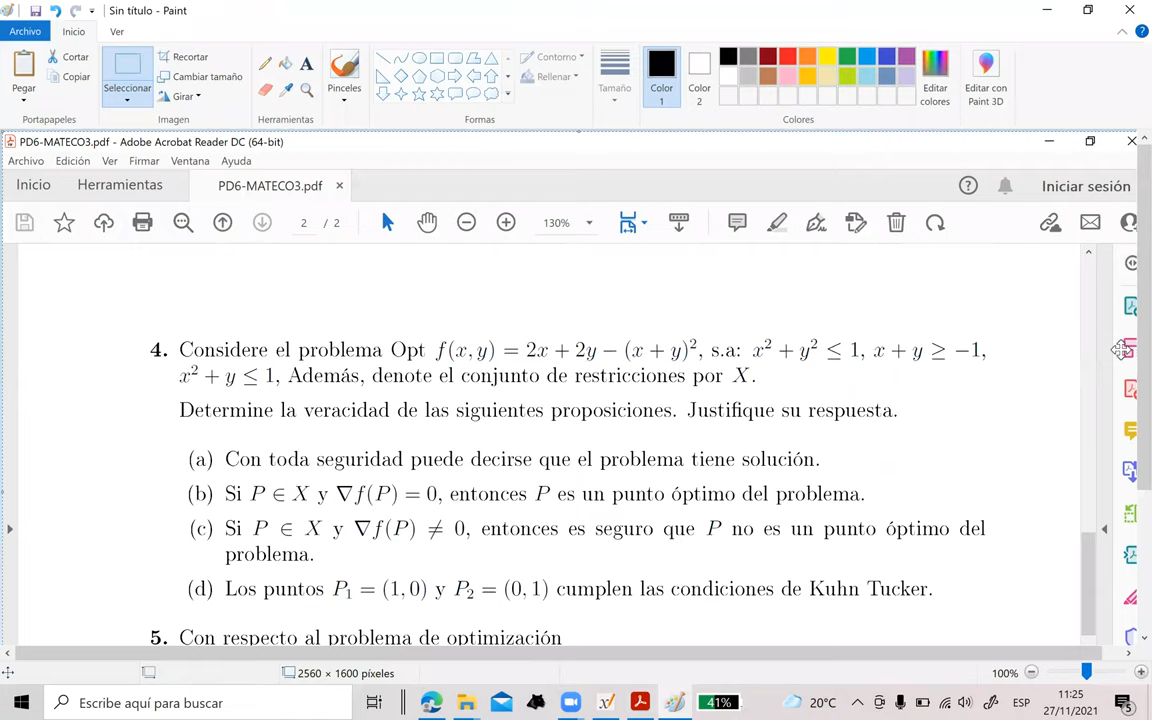 Sin título - Paint
Archivo Inicio Ver
Pegar
Cortar
Copiar
Portapapeles
Seleccionar
Recortar
Cambiar tamaño
Girar
Imagen
A
Herramientas
Pinceles
Contorno
Rellenar
Formas
Tamaño
Color 1
Color 2
Editar colores
Editar con Paint 3D
Colores
PD6-MATECO3.pdf - Adobe Acrobat Reader DC (64-bit)
Archivo Edición Ver Firmar Ventana Ayuda
Inicio Herramientas PD6-MATECO3.pdf × Iniciar sesión
2 / 2 130%
4. Considere el problema Opt f(x, y) = 2x + 2y − (x + y)², s.a: x² + y² ≤ 1, x + y ≥ −1,
x² + y ≤ 1, Además, denote el conjunto de restricciones por X.
Determine la veracidad de las siguientes proposiciones. Justifique su respuesta.
(a) Con toda seguridad puede decirse que el problema tiene solución.
(b) Si P ∈ X y ∇f(P) = 0, entonces P es un punto óptimo del problema.
(c) Si P ∈ X y ∇f(P) ≠ 0, entonces es seguro que P no es un punto óptimo del
problema.
(d) Los puntos P₁ = (1, 0) y P₂ = (0, 1) cumplen las condiciones de Kuhn Tucker.
5. Con respecto al problema de optimización
2560 × 1600 píxeles 100%
Escribe aquí para buscar 41% 20°C ESP 11:25
27/11/2021 5